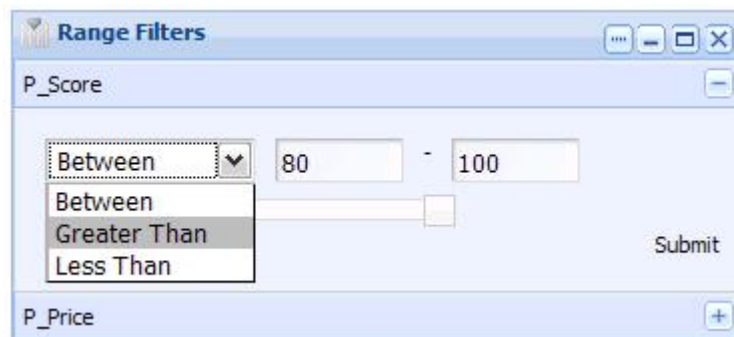 Range Filters
P_Score
Between 80 - 100
Between
Greater Than
Less Than
Submit
P_Price